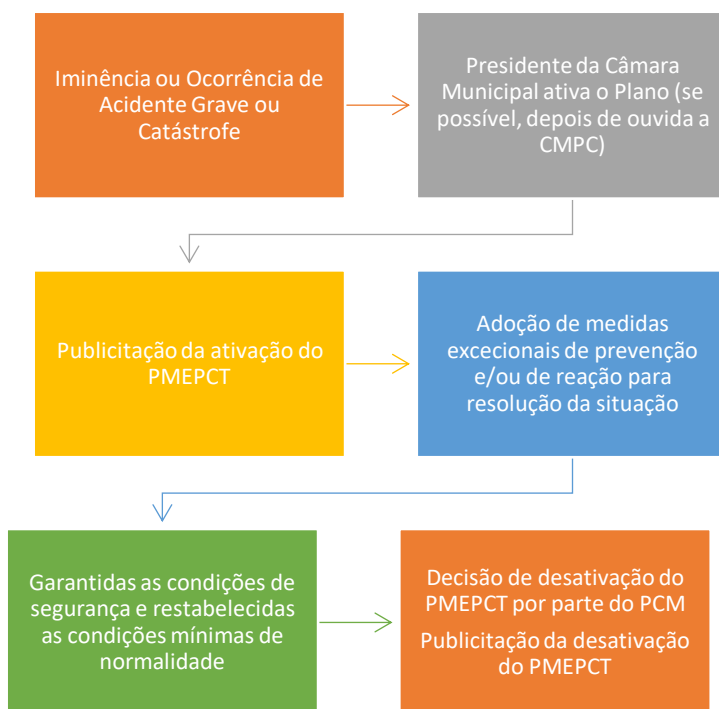 Iminência ou Ocorrência de
Acidente Grave ou
Catástrofe
Presidente da Câmara
Municipal ativa o Plano (se
possível, depois de ouvida a
CMPC)
Publicitação da ativação do
PMEPCT
Adoção de medidas
excecionais de prevenção
e/ou de reação para
resolução da situação
Garantidas as condições de
segurança e restabelecidas
as condições mínimas de
normalidade
Decisão de desativação do
PMEPCT por parte do PCM
Publicitação da desativação
do PMEPCT